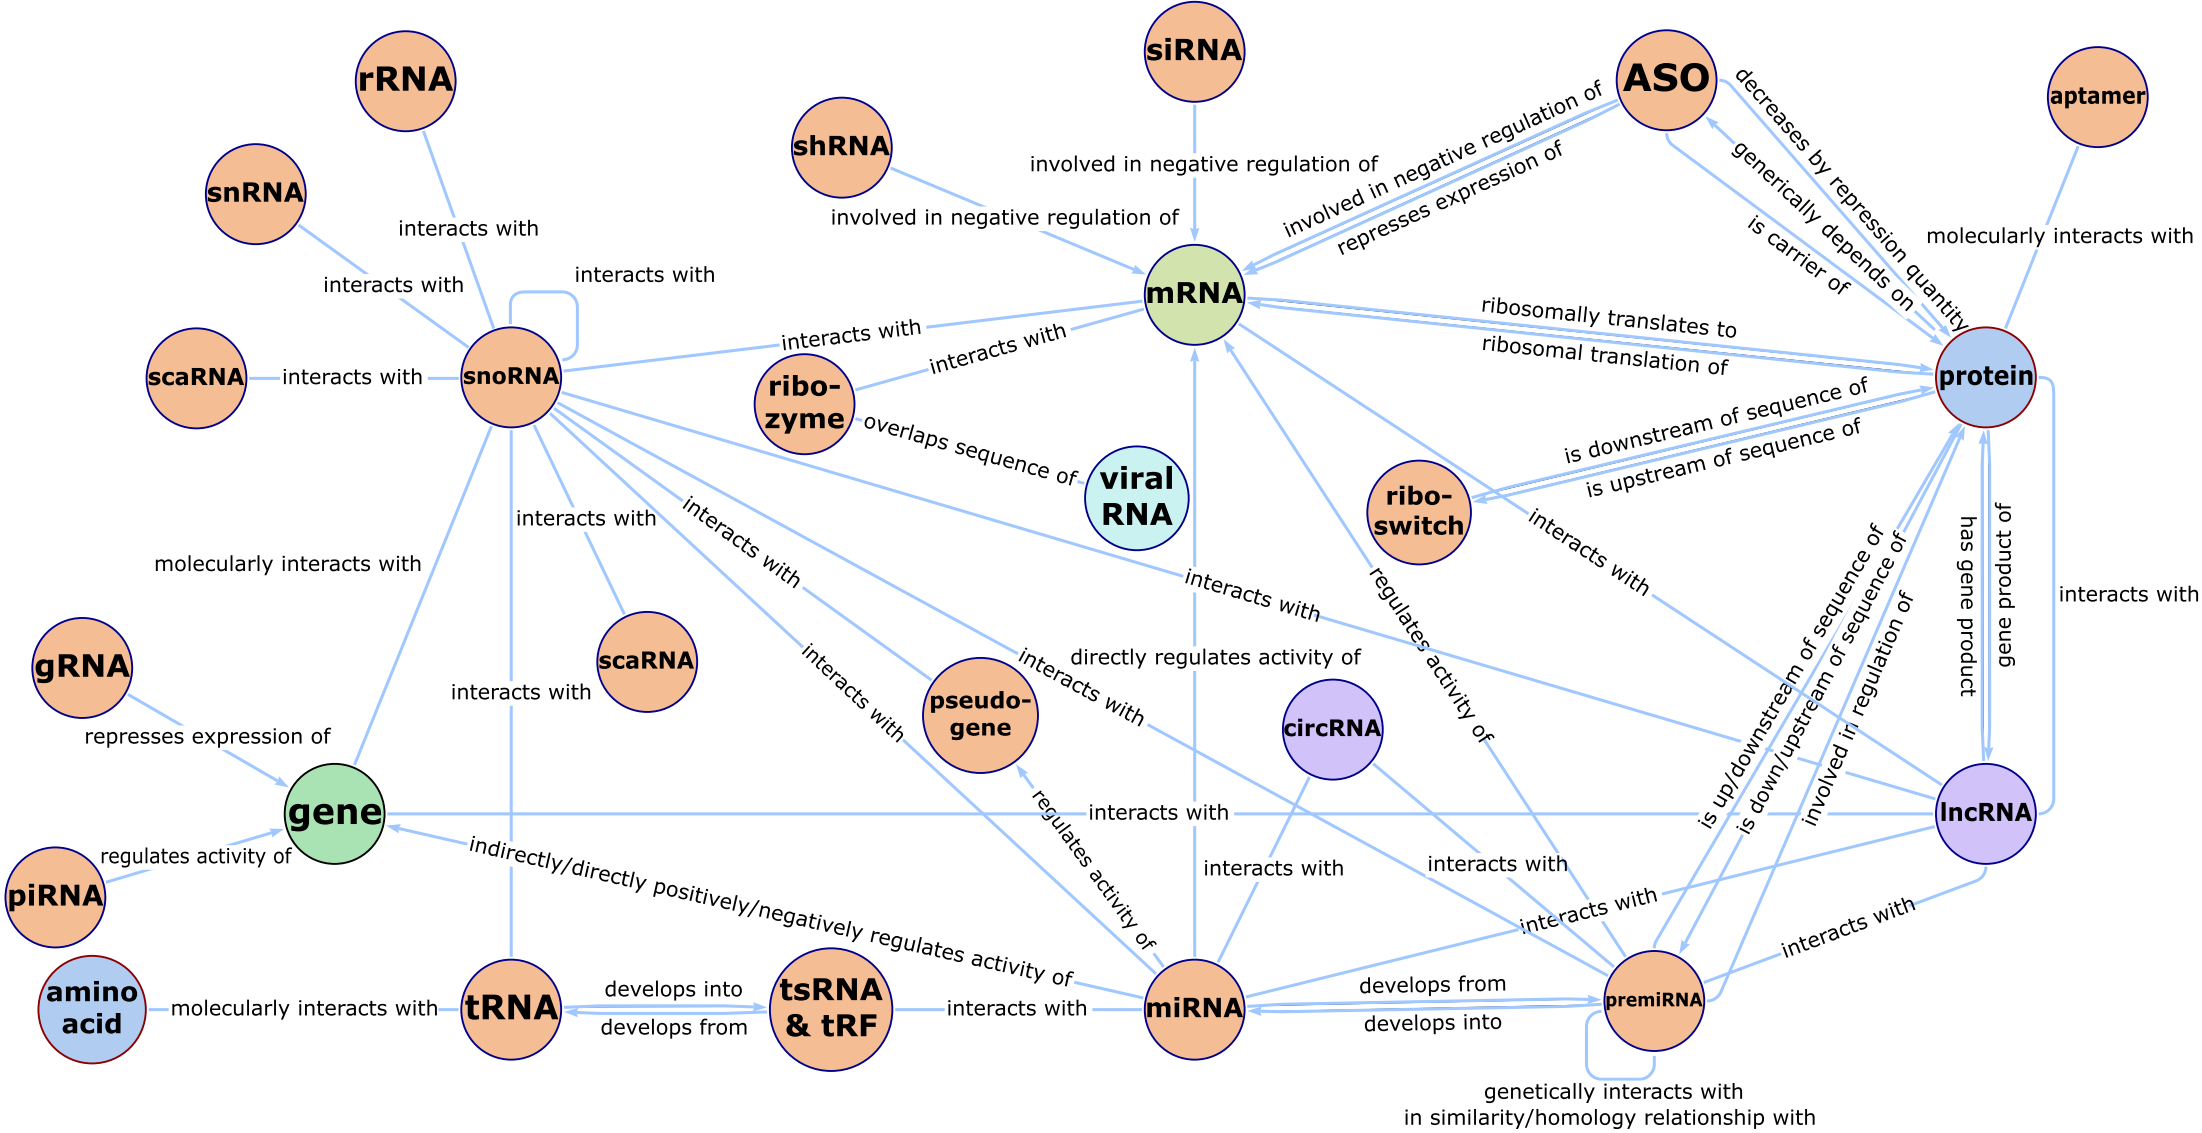 siRNA
rRNA
ASO
aptamer
shRNA
snRNA
involved in negative regulation of
involved in negative regulation of
represses expression of
decreases by repression quantity
generically depends on
is carrier of
involved in negative regulation of
interacts with
molecularly interacts with
interacts with
interacts with
mRNA
ribosomally translates to
ribosomal translation of
interacts with
interacts with
scaRNA
interacts with
snoRNA
ribo-
zyme
protein
overlaps sequence of
is downstream of sequence of
is upstream of sequence of
viral
RNA
ribo-
switch
interacts with
interacts with
interacts with
molecularly interacts with
interacts with
regulates activity of
is up/downstream of sequence of
is down/upstream of sequence of
involved in regulation of
has gene product
gene product of
interacts with
gRNA
scaRNA
interacts with
interacts with
interacts with
directly regulates activity of
pseudo-
gene
circRNA
represses expression of
gene
interacts with
lncRNA
regulates activity of
indirectly/directly positively/negatively regulates activity of
regulates activity of
interacts with
interacts with
piRNA
interacts with
interacts with
amino
acid
molecularly interacts with
tRNA
develops into
develops from
tsRNA
& tRF
interacts with
miRNA
develops from
develops into
premiRNA
genetically interacts with
in similarity/homology relationship with